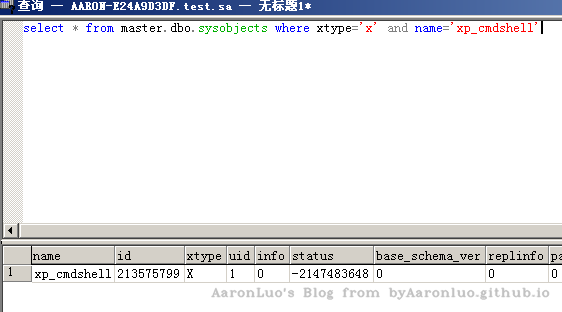 查询 — AARON-E24A9D3DF.test.sa — 无标题1*
select * from master.dbo.sysobjects where xtype='x' and name='xp_cmdshell'
name id xtype uid info status base_schema_ver replinfo pa
1 xp_cmdshell 213575799 X 1 0 -2147483648 0 0 0
AaronLuo's Blog from byAaronluo.github.io